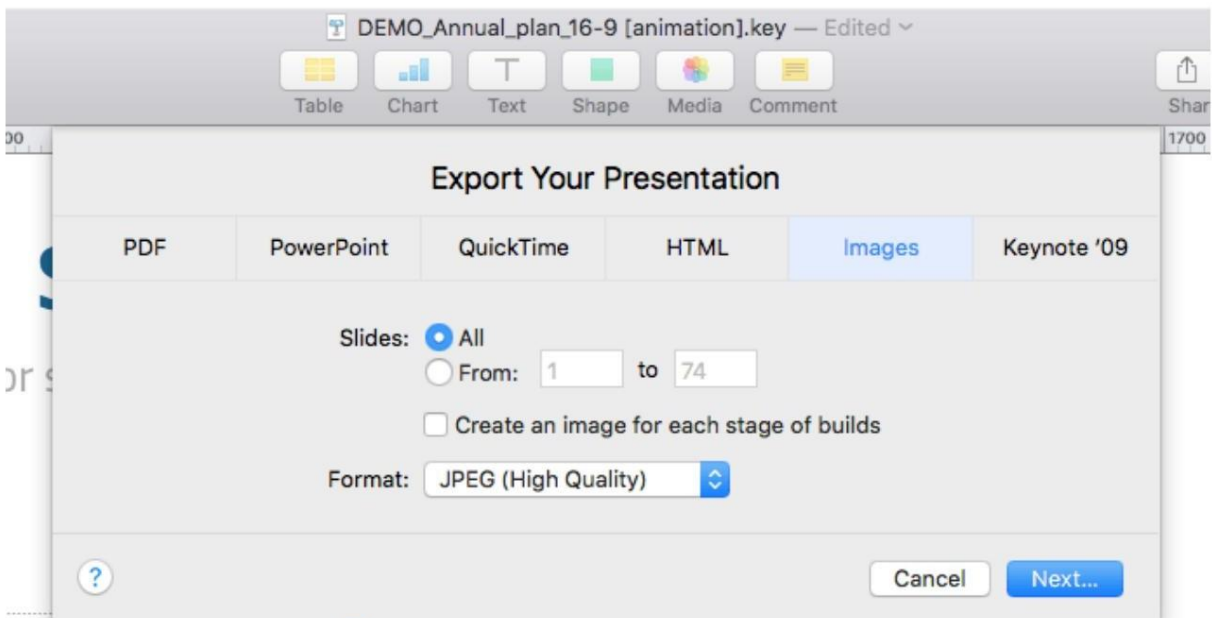 DEMO_Annual_plan_16-9 [animation].key — Edited
Table Chart Text Shape Media Comment
00 1700
Export Your Presentation
PDF PowerPoint QuickTime HTML Images Keynote '09
Slides: All
From: 1 to 74
Create an image for each stage of builds
Format: JPEG (High Quality)
? Cancel Next...